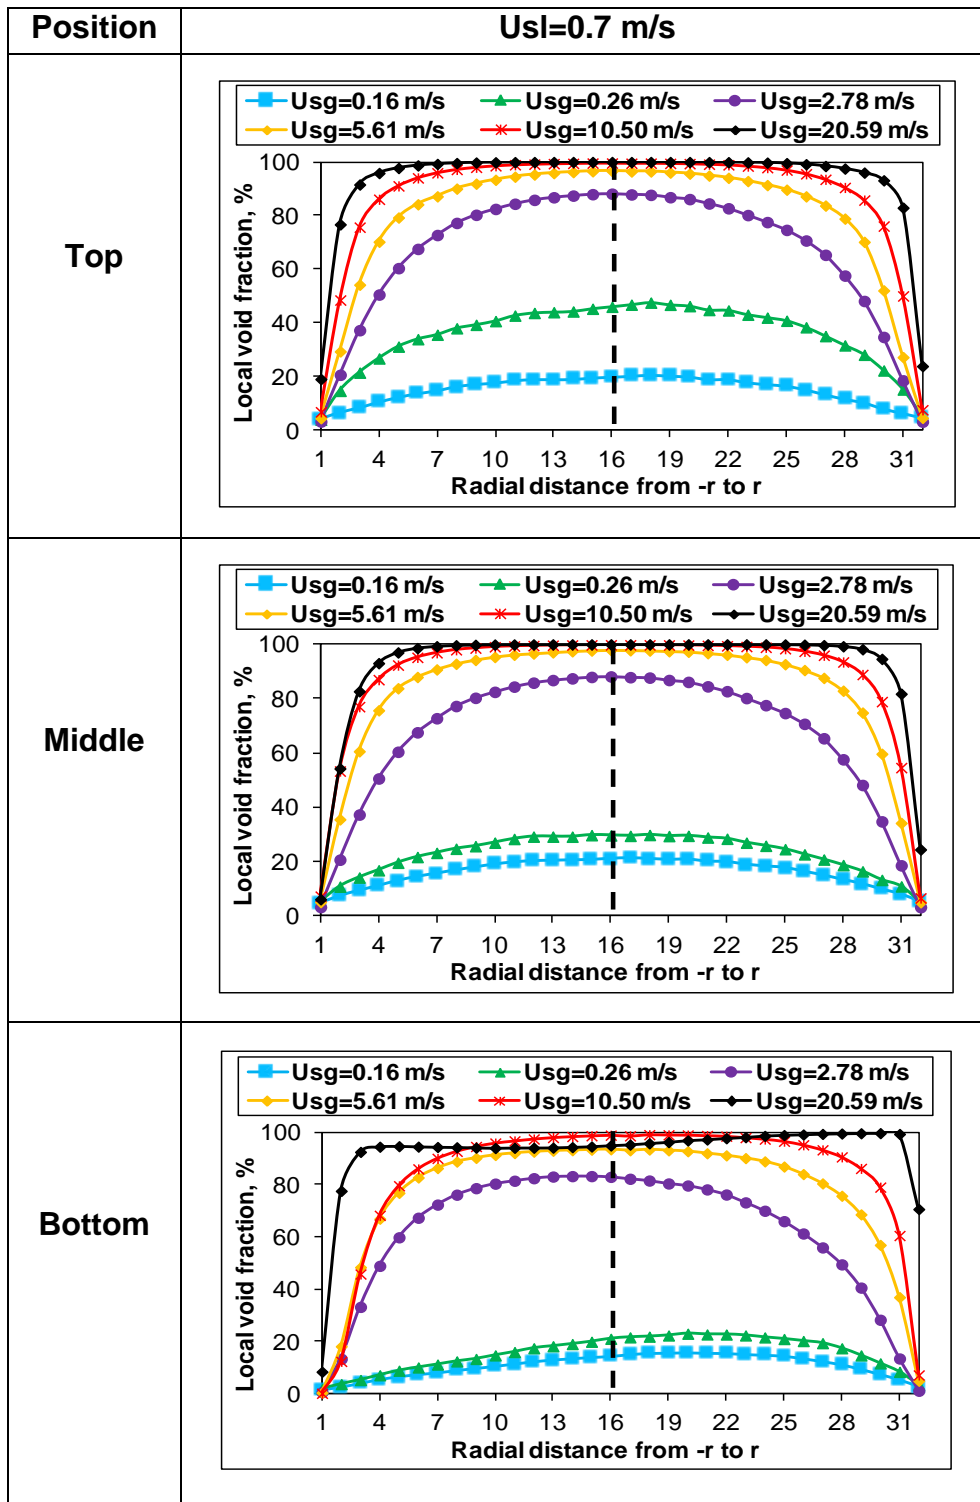 Position Usl=0.7 m/s
Top
Usg=0.16 m/s Usg=0.26 m/s Usg=2.78 m/s
Usg=5.61 m/s Usg=10.50 m/s Usg=20.59 m/s
Local void fraction, %
100
80
60
40
20
0
1 4 7 10 13 16 19 22 25 28 31
Radial distance from -r to r
Middle
Usg=0.16 m/s Usg=0.26 m/s Usg=2.78 m/s
Usg=5.61 m/s Usg=10.50 m/s Usg=20.59 m/s
Local void fraction, %
100
80
60
40
20
0
1 4 7 10 13 16 19 22 25 28 31
Radial distance from -r to r
Bottom
Usg=0.16 m/s Usg=0.26 m/s Usg=2.78 m/s
Usg=5.61 m/s Usg=10.50 m/s Usg=20.59 m/s
Local void fraction, %
100
80
60
40
20
0
1 4 7 10 13 16 19 22 25 28 31
Radial distance from -r to r